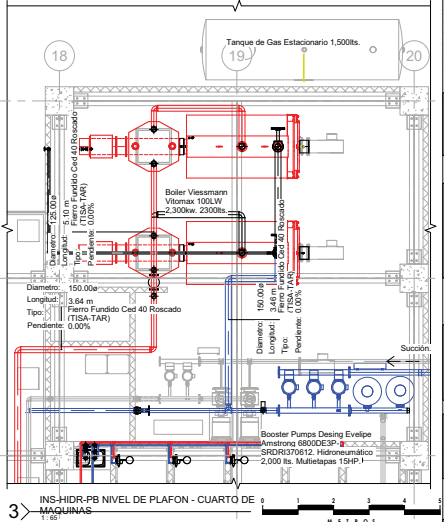 Tanque de Gas Estacionario 1,500lts.
18
19
20
Diametro: 125.00ø
Longitud: 5.10 m
Tipo: Fierro Fundido Ced 40 Roscado
(TISA-TAR)
Pendiente: 0.00%
Boiler Viessmann
Vitomax 100LW
2,300kw. 2300lts.
Diametro: 150.00ø
Longitud: 3.64 m
Tipo: Fierro Fundido Ced 40 Roscado
(TISA-TAR)
Pendiente: 0.00%
Diametro: 150.00ø
Longitud: 3.46 m
Tipo: Fierro Fundido Ced 40 Roscado
(TISA-TAR)
Pendiente: 0.00%
Succión.
Booster Pumps Desing Evelipe
Amstrong 6800DE3P-
SRDRI370612. Hidroneumático
2,000 lts. Multietapas 15HP.
3
INS-HIDR-PB NIVEL DE PLAFON - CUARTO DE
MAQUINAS
1 : 65
0 1 2 3 4 5
M E T R O S